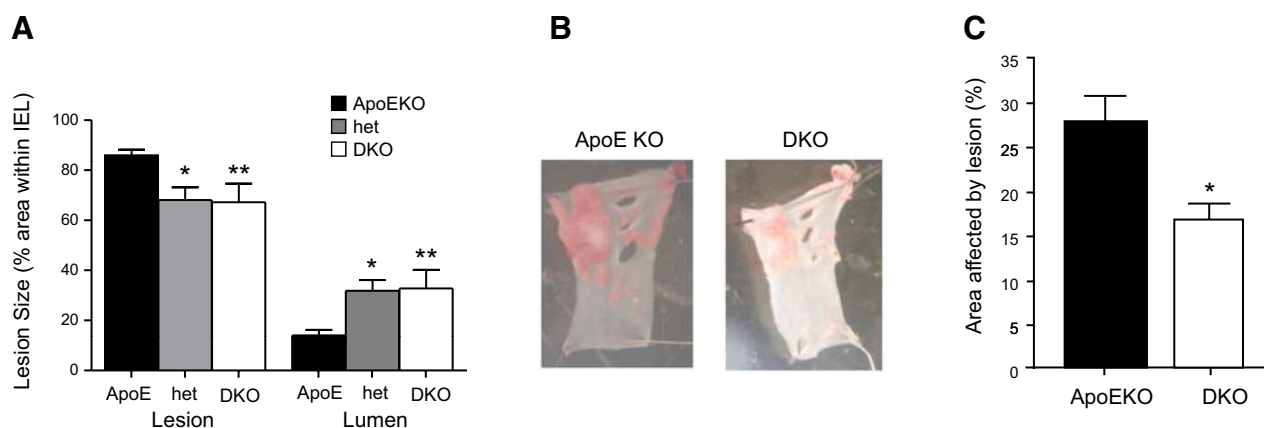 A
Lesion Size (% area within IEL)
100
80
60
40
20
0
ApoEKO
het
DKO
*
**
*
**
ApoE het DKO ApoE het DKO
Lesion Lumen
B
ApoE KO DKO
C
Area affected by lesion (%)
35
30
25
20
15
10
5
0
*
ApoEKO DKO